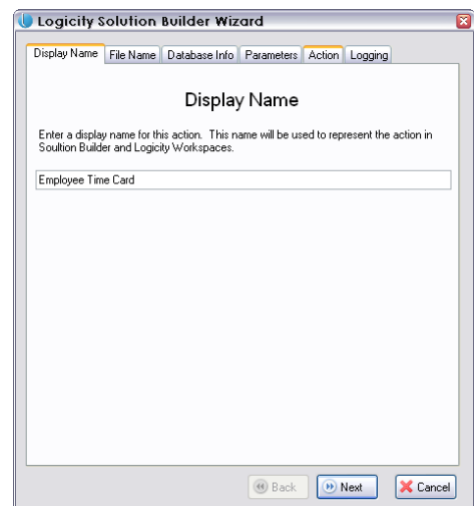 Logicity Solution Builder Wizard
Display Name File Name Database Info Parameters Action Logging
Display Name
Enter a display name for this action. This name will be used to represent the action in
Soultion Builder and Logicity Workspaces.
Employee Time Card
Back Next Cancel